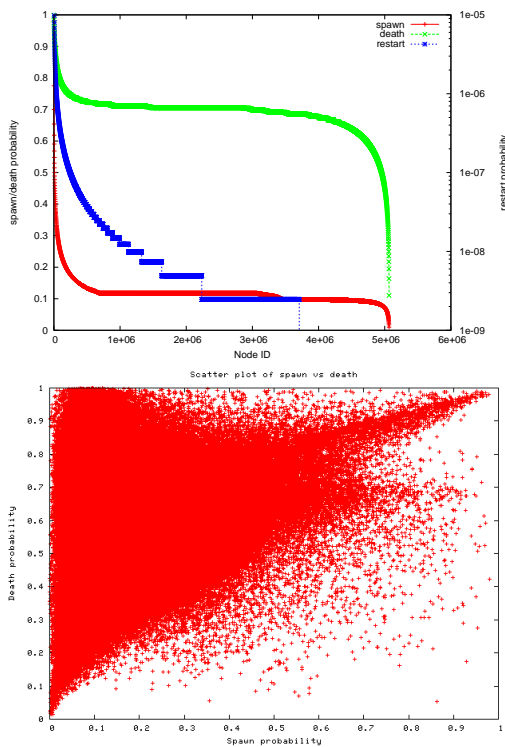 1
0.9
0.8
0.7
0.6
0.5
0.4
0.3
0.2
0.1
0
spawn/death probability
spawn
death
restart
1e-05
1e-06
1e-07
1e-08
1e-09
restart probability
0 1e+06 2e+06 3e+06 4e+06 5e+06 6e+06
Node ID
Scatter plot of spawn vs death
1
0.9
0.8
0.7
0.6
0.5
0.4
0.3
0.2
0.1
0
Death probability
0 0.1 0.2 0.3 0.4 0.5 0.6 0.7 0.8 0.9 1
Spawn probability